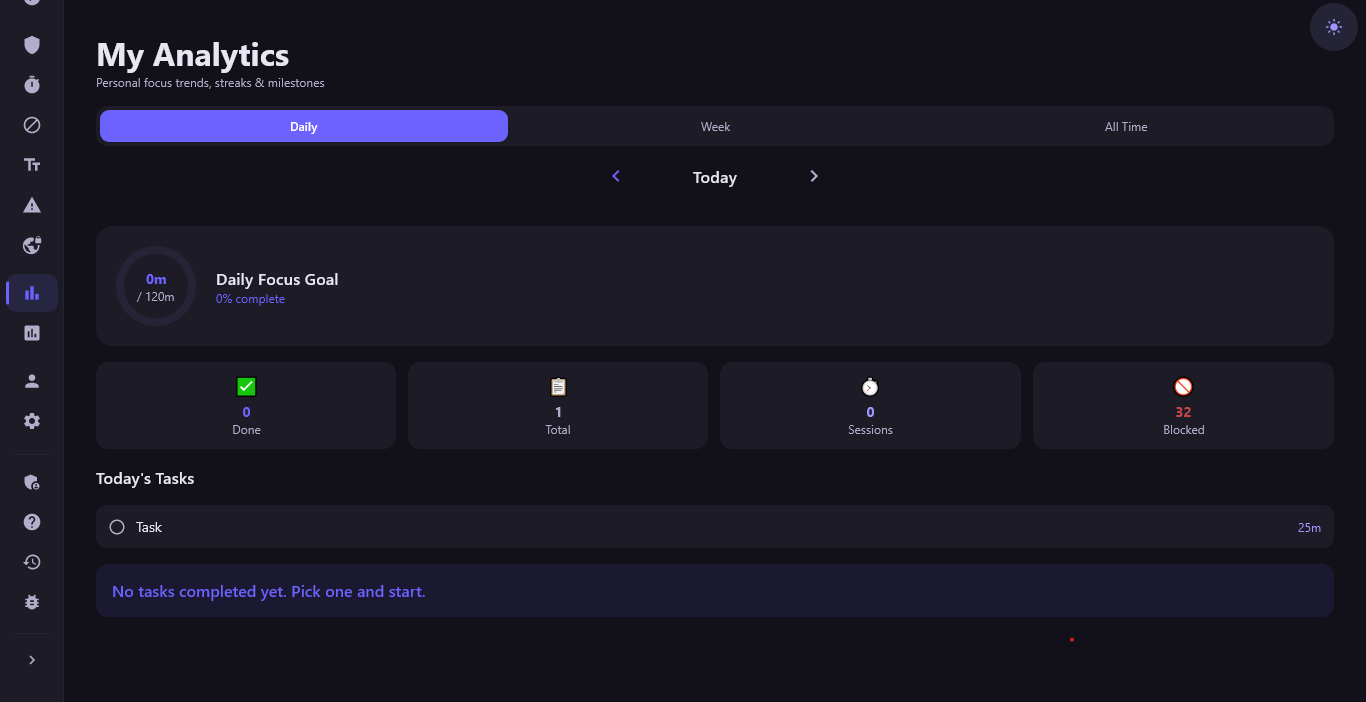 My Analytics
Personal focus trends, streaks & milestones
Daily
Week
All Time
Today
0m
/ 120m
Daily Focus Goal
0% complete
0
Done
1
Total
0
Sessions
32
Blocked
Today's Tasks
Task
25m
No tasks completed yet. Pick one and start.